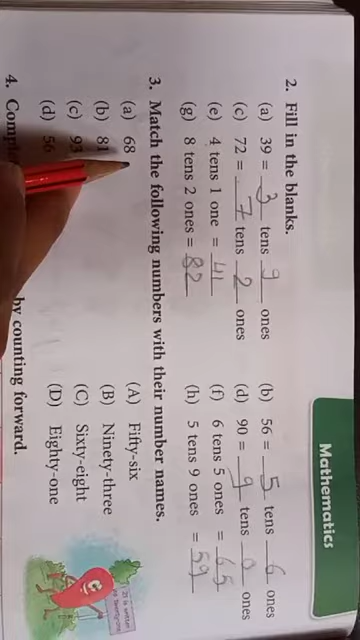 Mathematics
2. Fill in the blanks.
(a) 39 = 3 tens 9 ones (b) 56 = 5 tens 6 ones
(c) 72 = 7 tens 2 ones (d) 90 = 9 tens 0 ones
(e) 4 tens 1 one = 41 (f) 6 tens 5 ones = 65
(g) 8 tens 2 ones = 82 (h) 5 tens 9 ones = 59
3. Match the following numbers with their number names.
(a) 68 (A) Fifty-six
(b) 81 (B) Ninety-three
(c) 93 (C) Sixty-eight
(d) 56 (D) Eighty-one
4. by counting forward.